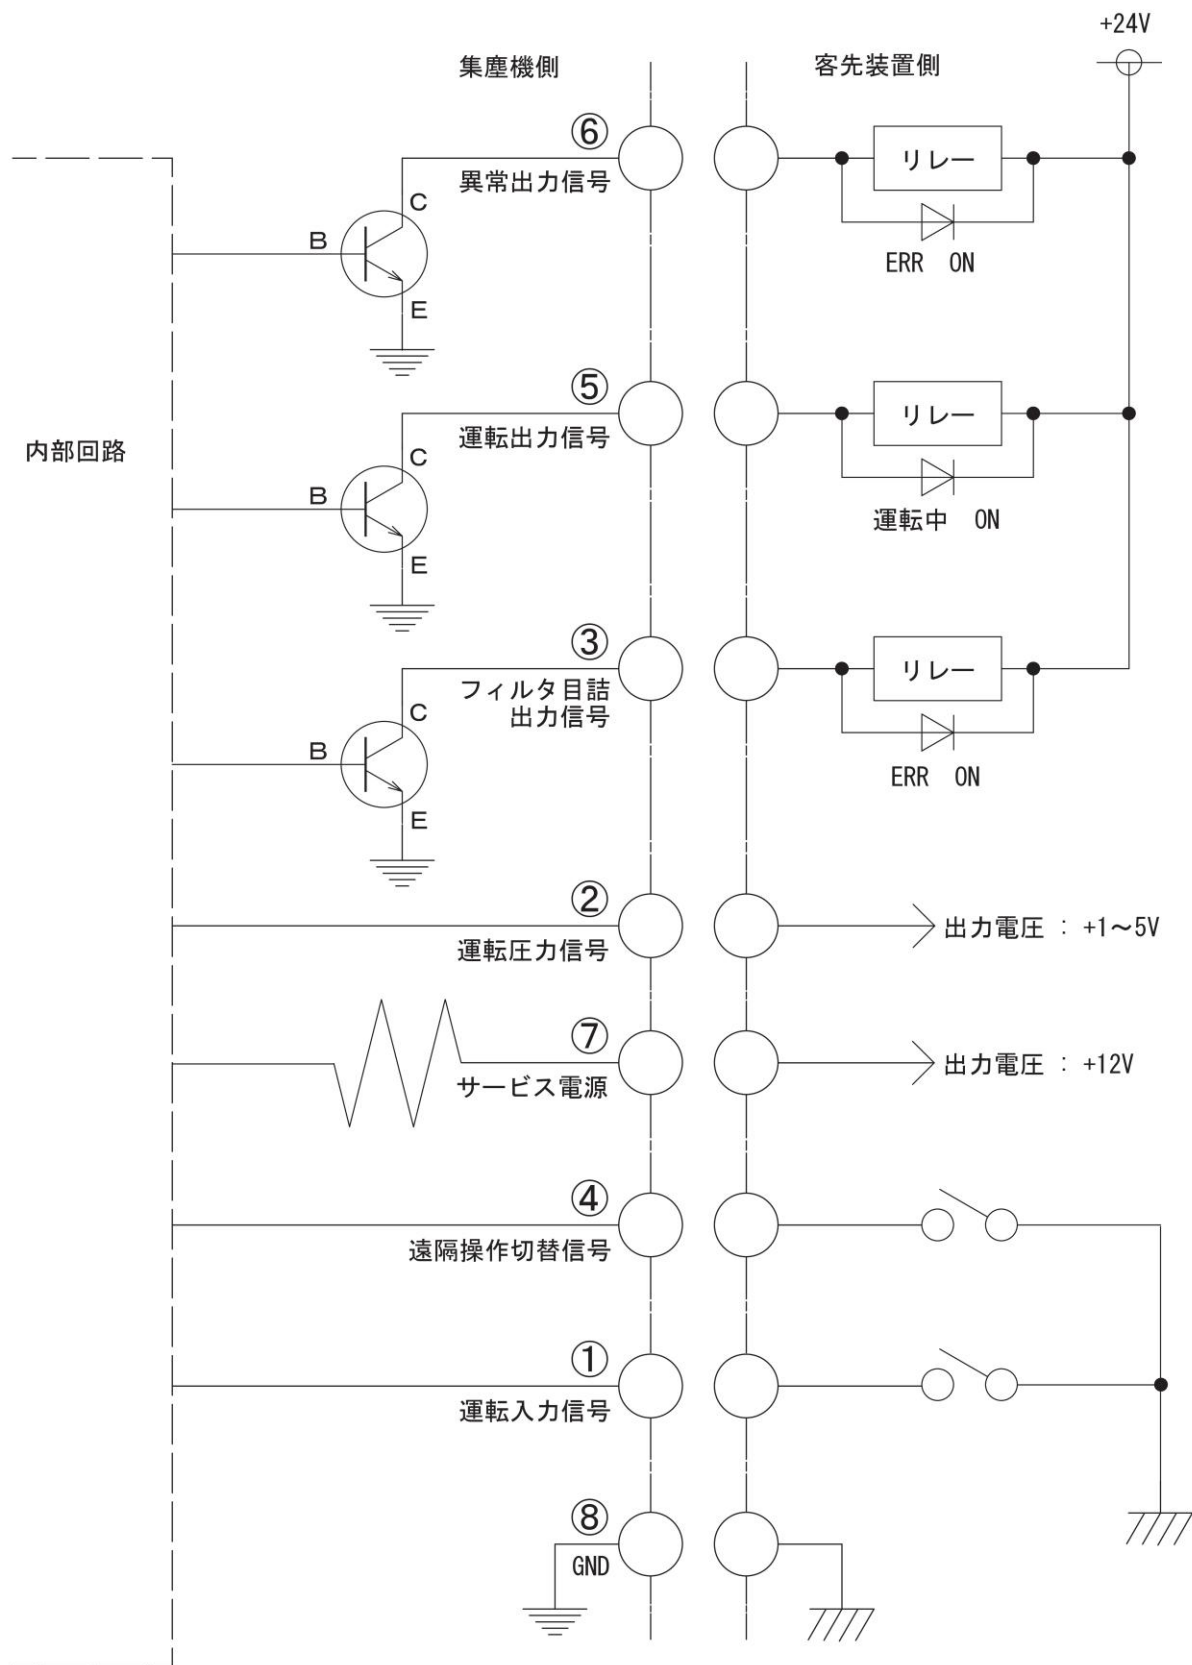 +24V
集塵機側
客先装置側
⑥
異常出力信号
リレー
C
B
E
ERR ON
内部回路
⑤
運転出力信号
リレー
C
B
E
運転中 ON
③
フィルタ目詰
出力信号
リレー
C
B
E
ERR ON
②
運転圧力信号
出力電圧 : +1～5V
⑦
サービス電源
出力電圧 : +12V
④
遠隔操作切替信号
①
運転入力信号
⑧
GND